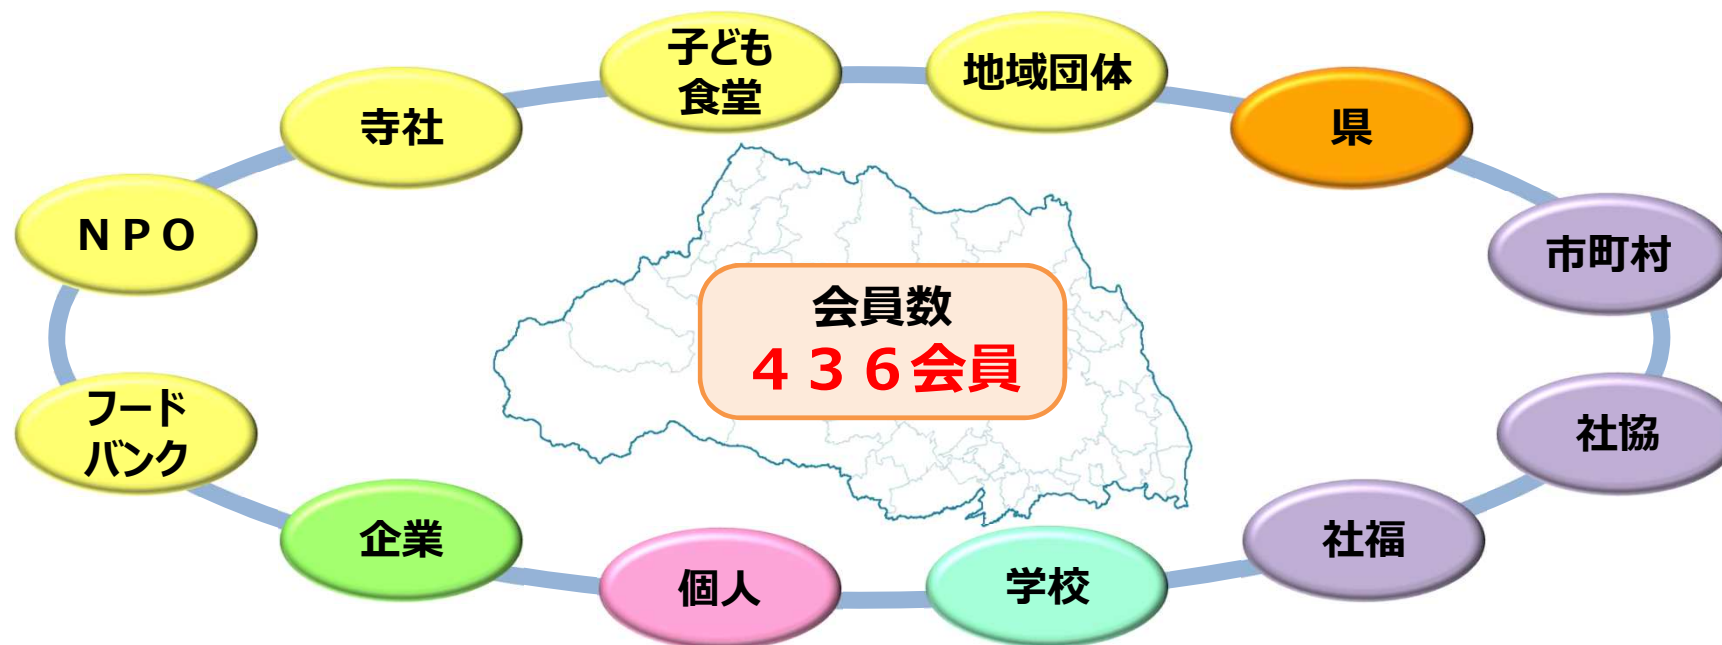 子ども
食堂
地域団体
寺社
県
NPO
市町村
会員数
436会員
フード
バンク
社協
企業
社福
個人
学校